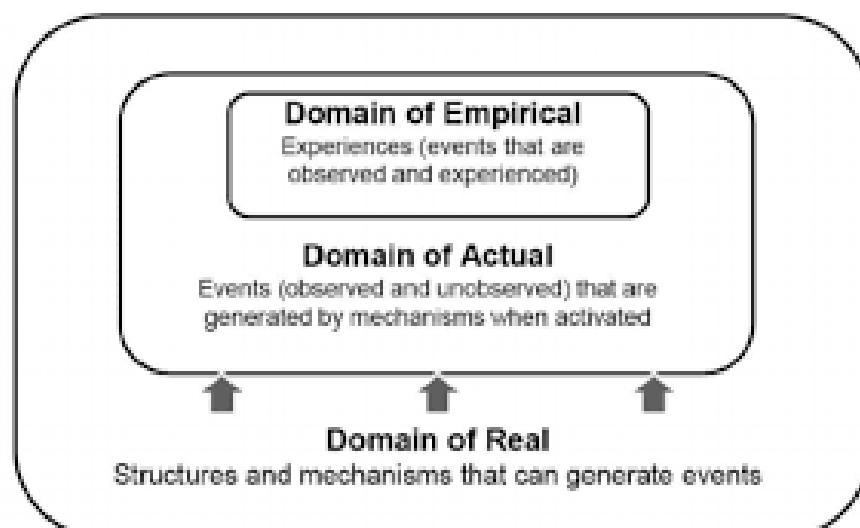 Domain of Empirical
Experiences (events that are
observed and experienced)
Domain of Actual
Events (observed and unobserved) that are
generated by mechanisms when activated
Domain of Real
Structures and mechanisms that can generate events